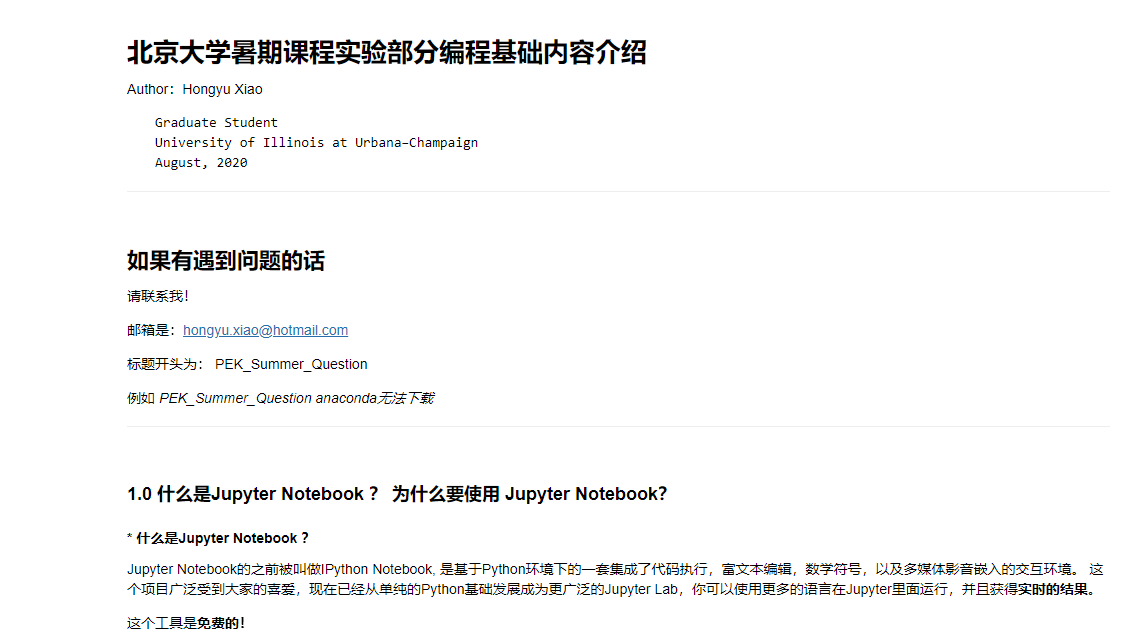 北京大学暑期课程实验部分编程基础内容介绍
Author：Hongyu Xiao
Graduate Student
University of Illinois at Urbana–Champaign
August, 2020
如果有遇到问题的话
请联系我！
邮箱是：hongyu.xiao@hotmail.com
标题开头为： PEK_Summer_Question
例如 PEK_Summer_Question anaconda无法下载
1.0 什么是Jupyter Notebook ？ 为什么要使用 Jupyter Notebook？
* 什么是Jupyter Notebook ？
Jupyter Notebook的之前被叫做IPython Notebook, 是基于Python环境下的一套集成了代码执行，富文本编辑，数学符号，以及多媒体影音嵌入的交互环境。 这
个项目广泛受到大家的喜爱，现在已经从单纯的Python基础发展成为更广泛的Jupyter Lab，你可以使用更多的语言在Jupyter里面运行，并且获得实时的结果。
这个工具是免费的！